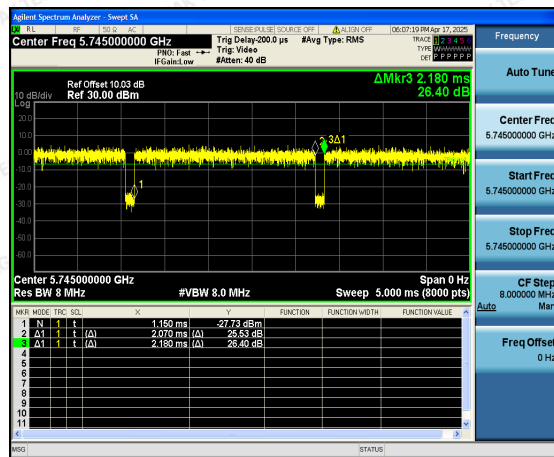 Agilent Spectrum Analyzer - Swept SA
RL RF 50 Ω AC SENSE:PULSE SOURCE OFF ALIGN OFF 06:07:19 PM Apr 17, 2025
Center Freq 5.745000000 GHz
PNO: Fast
IFGain:Low
Trig Delay-200.0 µs
Trig: Video
#Atten: 40 dB
#Avg Type: RMS
TRACE 1 2 3 4 5 6
TYPE
DET P P P P P P
Frequency
Auto Tune
Center Freq
5.745000000 GHz
Start Freq
5.745000000 GHz
Stop Freq
5.745000000 GHz
CF Step
8.000000 MHz
Auto Man
Freq Offset
0 Hz
ΔMkr3 2.180 ms
26.40 dB
Ref Offset 10.03 dB
10 dB/div Ref 30.00 dBm
Log
20.0
10.0
0.00
-10.0
-20.0
-30.0
-40.0
-50.0
-60.0
1
2 3Δ1
Center 5.745000000 GHz Span 0 Hz
Res BW 8 MHz #VBW 8.0 MHz Sweep 5.000 ms (8000 pts)
MKR MODE TRC SCL X Y FUNCTION FUNCTION WIDTH FUNCTION VALUE
1 N 1 t 1.150 ms -27.73 dBm
2 Δ1 1 t (Δ) 2.070 ms (Δ) 25.53 dB
3 Δ1 1 t (Δ) 2.180 ms (Δ) 26.40 dB
4
5
6
7
8
9
10
11
MSG STATUS